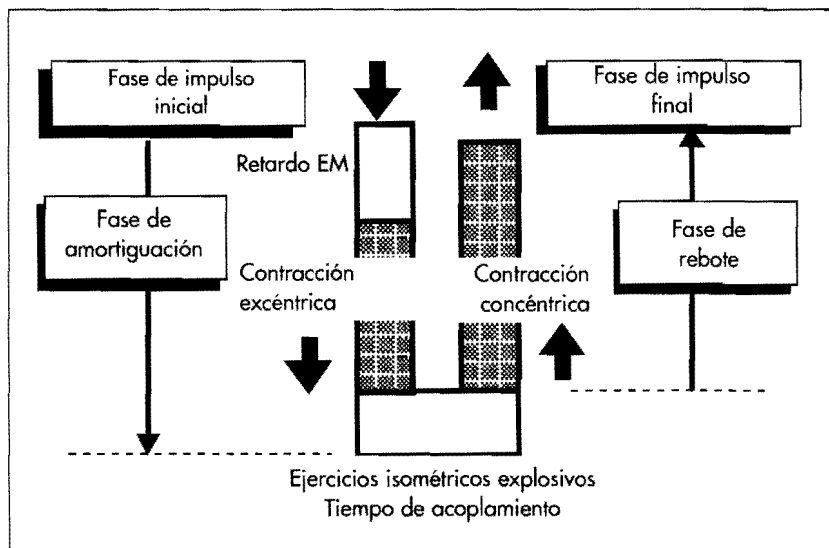 Fase de impulso
inicial
Fase de impulso
final
Retardo EM
Fase de
amortiguación
Fase de
rebote
Contracción
excéntrica
Contracción
concéntrica
Ejercicios isométricos explosivos
Tiempo de acoplamiento